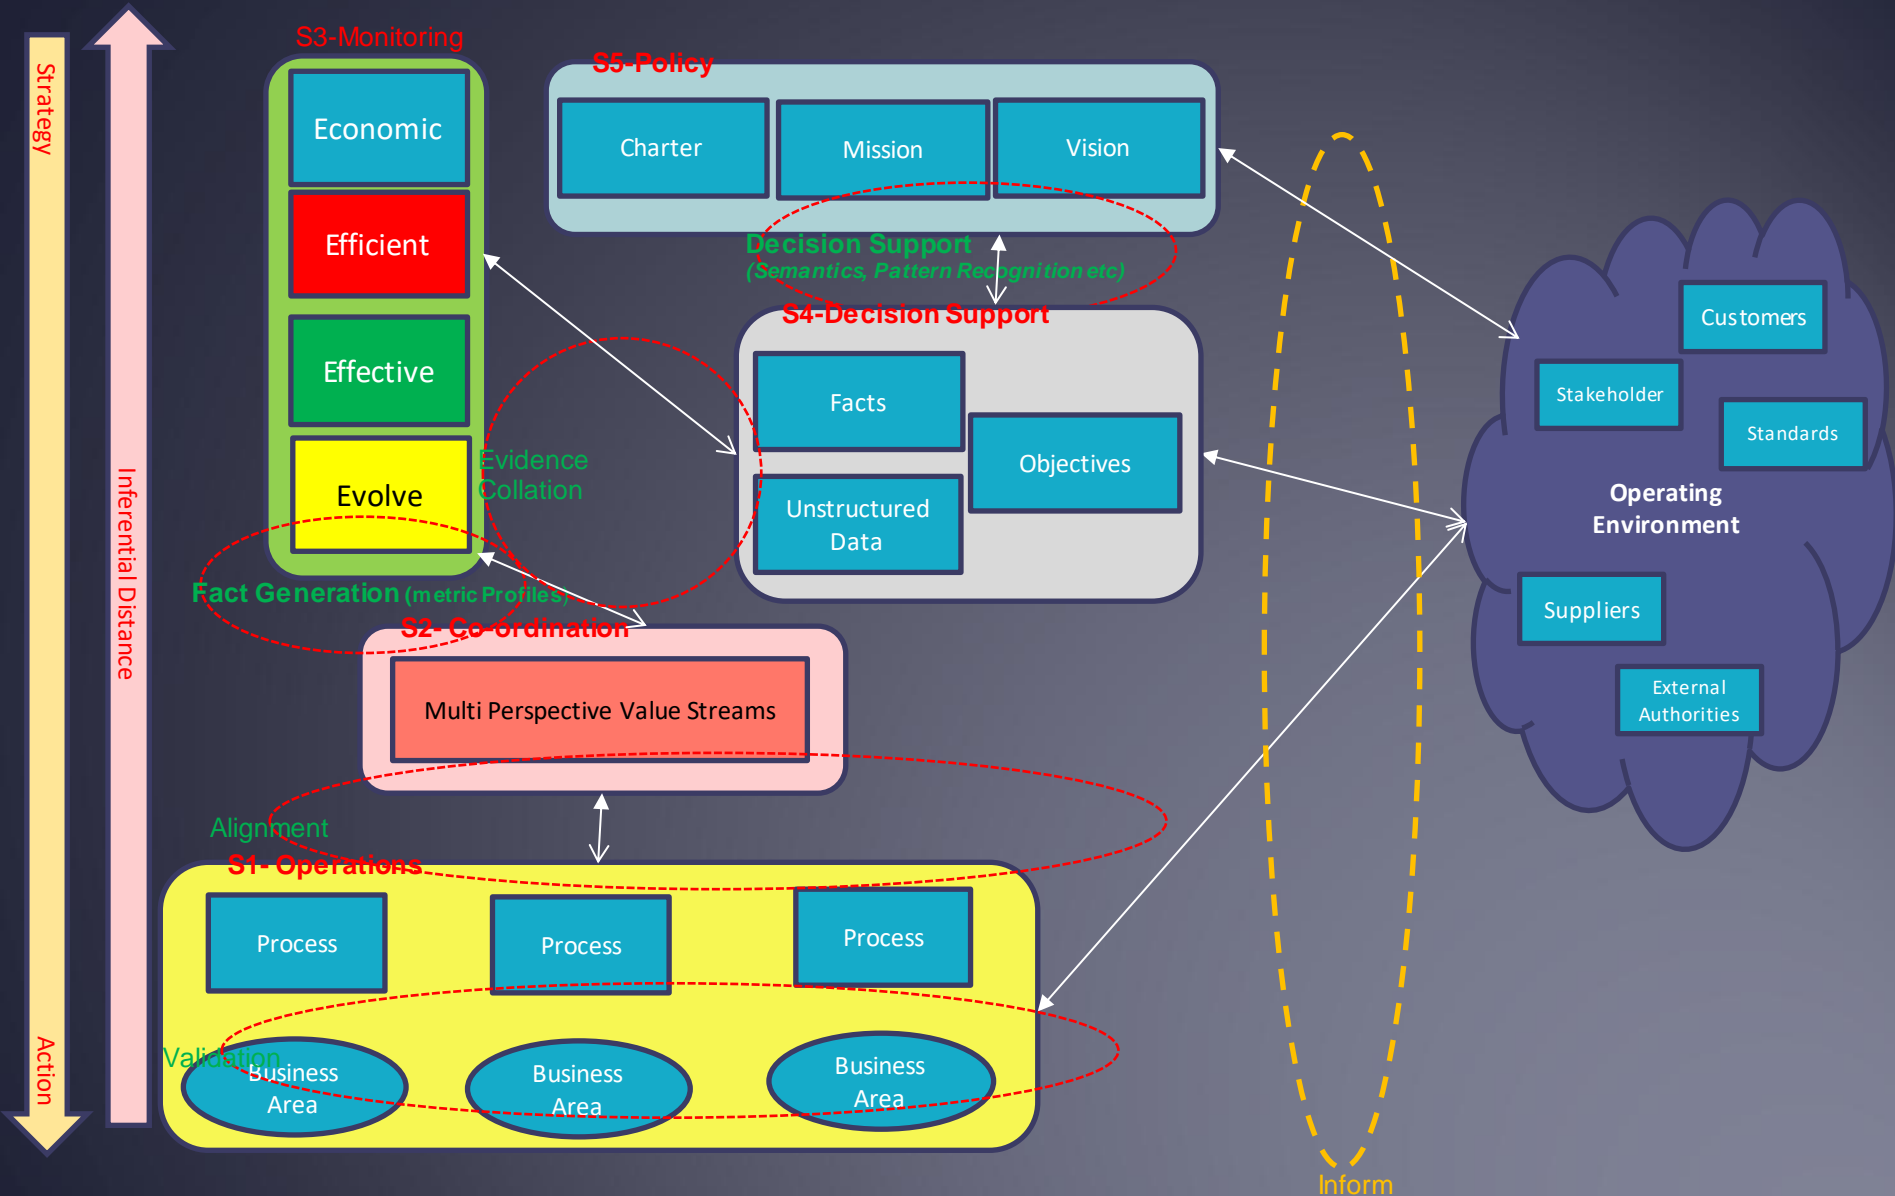 Strategy
Action
Inferential Distance
S3-Monitoring
Economic
Efficient
Effective
Evolve
S5-Policy
Charter
Mission
Vision
Decision Support
(Semantics, Pattern Recognition etc)
S4-Decision Support
Facts
Objectives
Unstructured
Data
Evidence
Collation
Fact Generation (metric Profiles)
S2- Co-ordination
Multi Perspective Value Streams
Alignment
S1- Operations
Process
Process
Process
Validation
Business
Area
Business
Area
Business
Area
Inform
Customers
Stakeholder
Standards
Operating
Environment
Suppliers
External
Authorities